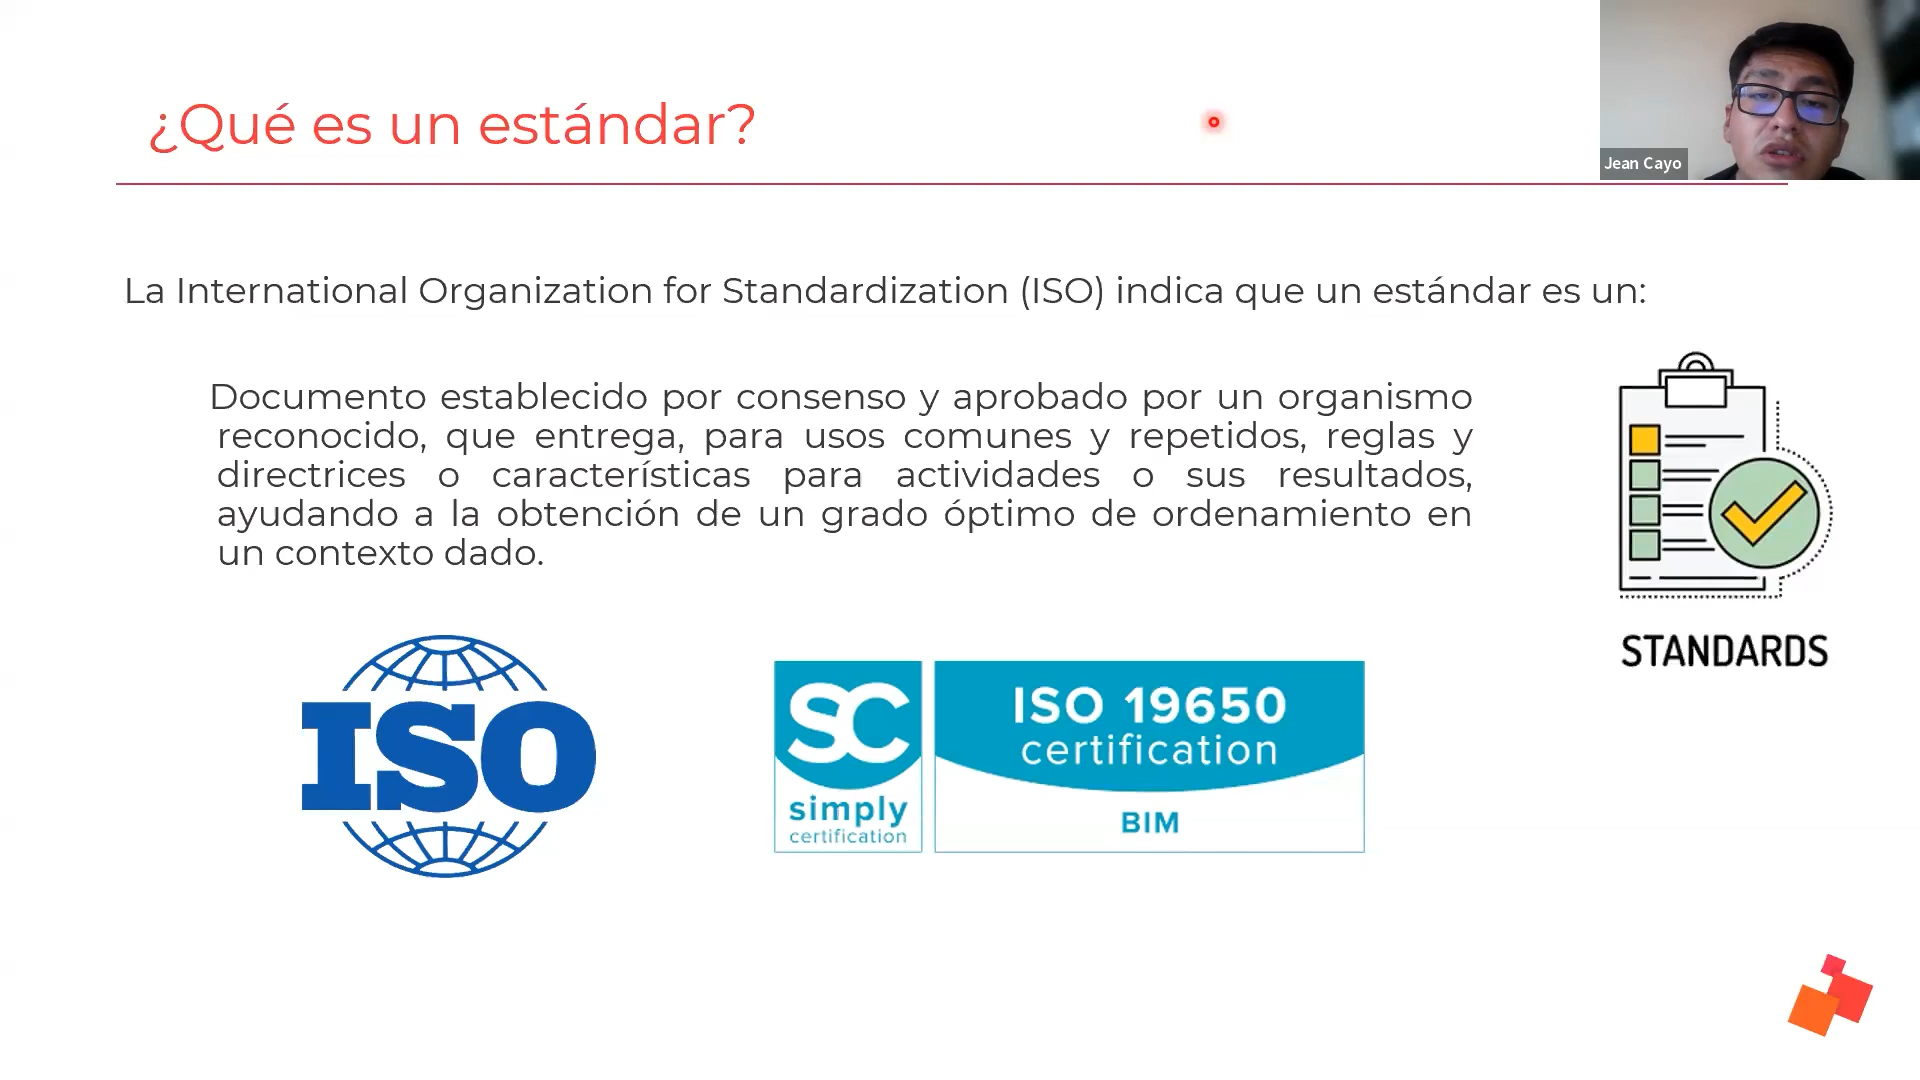 ¿Qué es un estándar?
Jean Cayo
La International Organization for Standardization (ISO) indica que un estándar es un:
Documento establecido por consenso y aprobado por un organismo
reconocido, que entrega, para usos comunes y repetidos, reglas y
directrices o características para actividades o sus resultados,
ayudando a la obtención de un grado óptimo de ordenamiento en
un contexto dado.
STANDARDS
ISO
SC
simply
certification
ISO 19650
certification
BIM